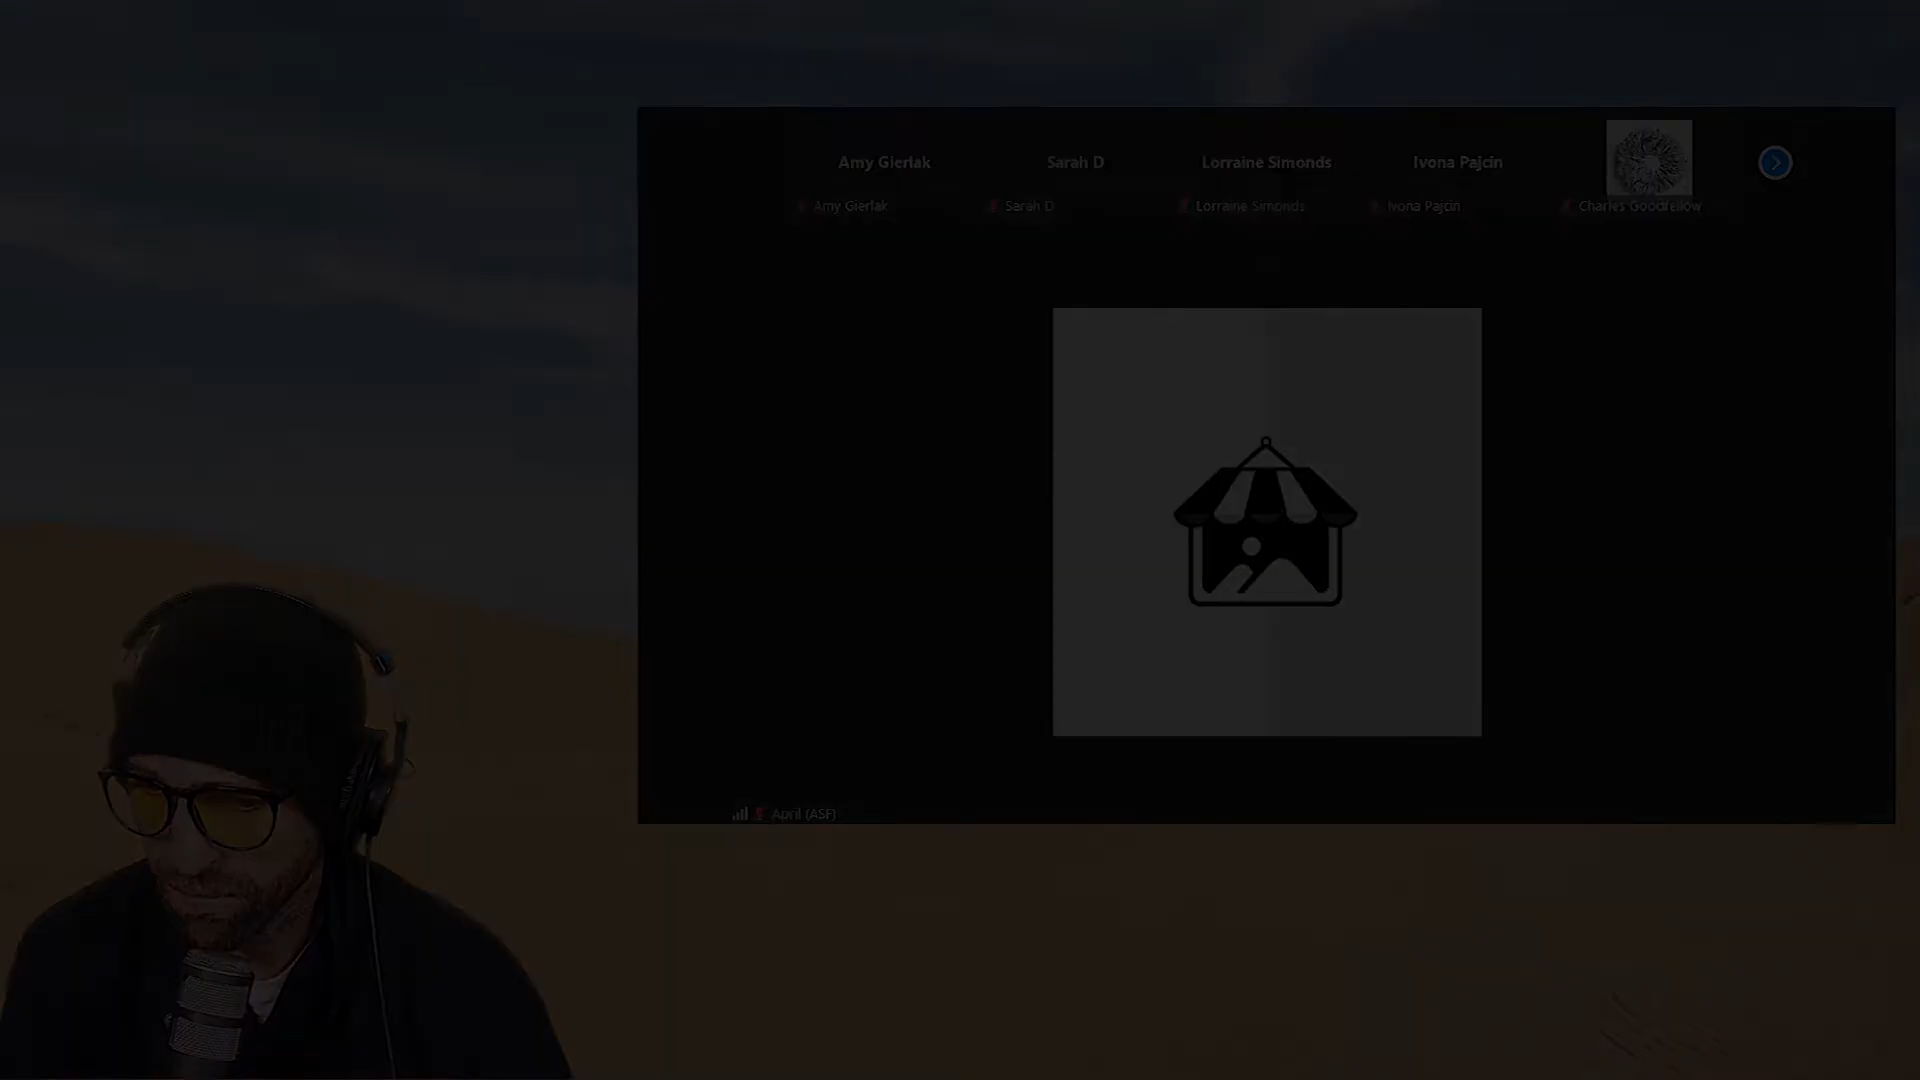 Amy Gierlak
Sarah D
Lorraine Simonds
Ivona Pajcin
Amy Gierlak
Sarah D
Lorraine Simonds
Ivona Pajcin
Charles Goodfellow
April (ASF)